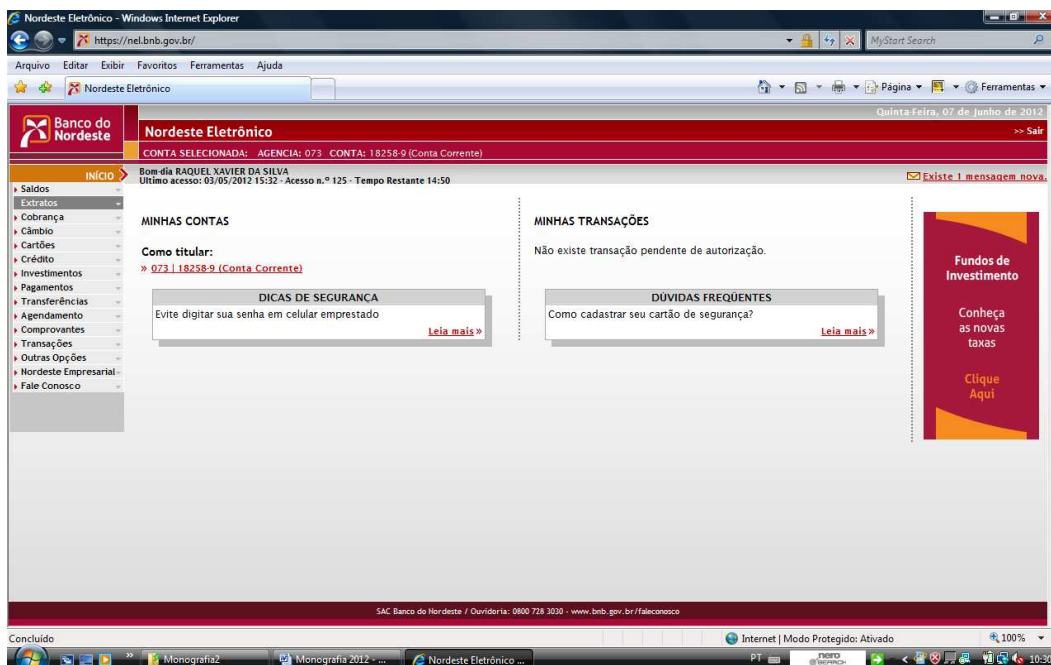 Nordeste Eletrônico - Windows Internet Explorer
https://nel.bnb.gov.br/
MyStart Search
Arquivo Editar Exibir Favoritos Ferramentas Ajuda
Nordeste Eletrônico
Página
Ferramentas
Quinta-Feira, 07 de Junho de 2012
Banco do
Nordeste
Nordeste Eletrônico
>> Sair
CONTA SELECIONADA: AGENCIA: 073 CONTA: 18258-9 (Conta Corrente)
INÍCIO
Bom-dia RAQUEL XAVIER DA SILVA
Ultimo acesso: 03/05/2012 15:32 - Acesso n.º 125 - Tempo Restante 14:50
Existe 1 mensagem nova.
Saldos
Extratos
Cobrança
Câmbio
Cartões
Crédito
Investimentos
Pagamentos
Transferências
Agendamento
Comprovantes
Transações
Outras Opções
Nordeste Empresarial
Fale Conosco
MINHAS CONTAS
Como titular:
» 073 | 18258-9 (Conta Corrente)
DICAS DE SEGURANÇA
Evite digitar sua senha em celular emprestado
Leia mais »
MINHAS TRANSAÇÕES
Não existe transação pendente de autorização.
DÚVIDAS FREQÜENTES
Como cadastrar seu cartão de segurança?
Leia mais »
Fundos de
Investimento
Conheça
as novas
taxas
Clique
Aqui
SAC Banco do Nordeste / Ouvidoria: 0800 728 3030 - www.bnb.gov.br/faleconosco
Concluído
Internet | Modo Protegido: Ativado
100%
Monografia2
Monografia 2012 - ...
Nordeste Eletrônico ...
PT
nero
SEARCH
10:30